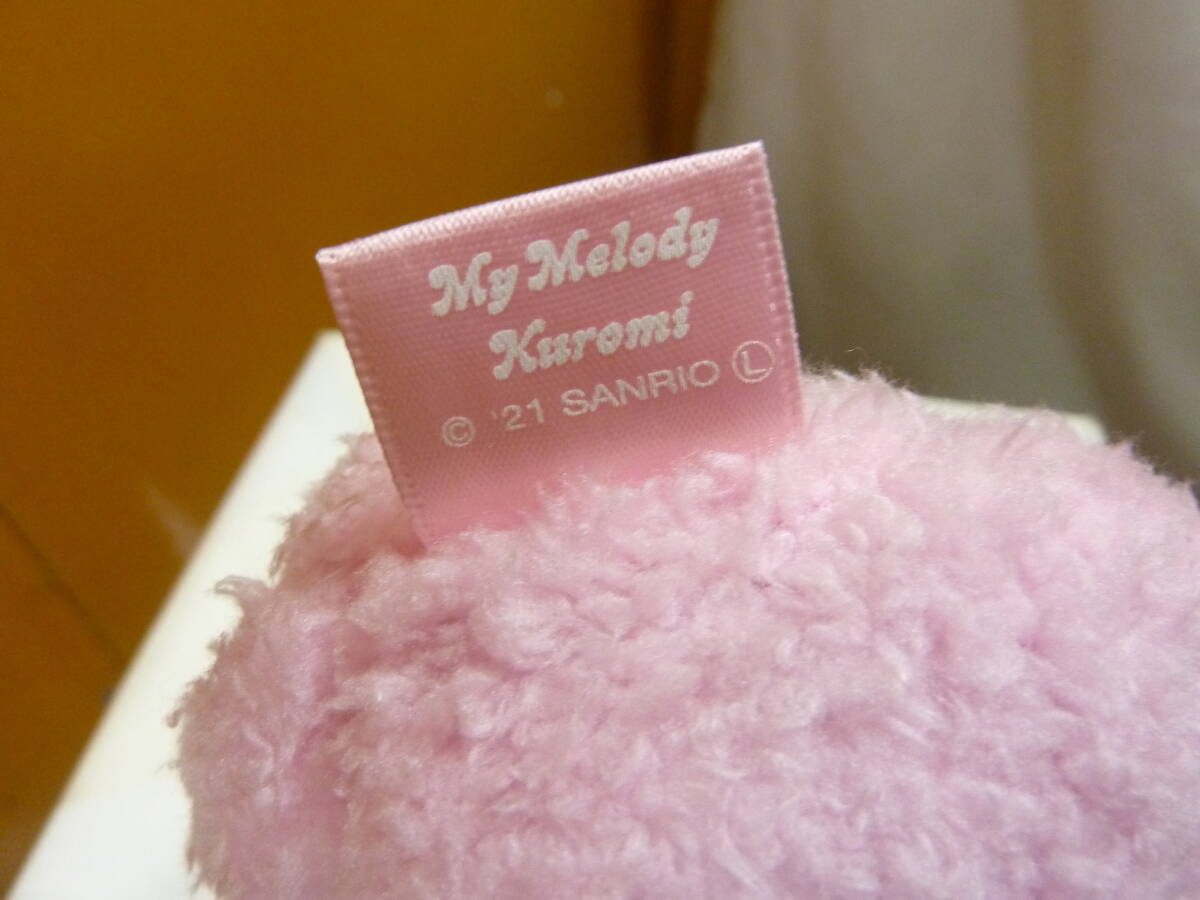 My Melody
Kuromi
© '21 SANRIO Ⓛ